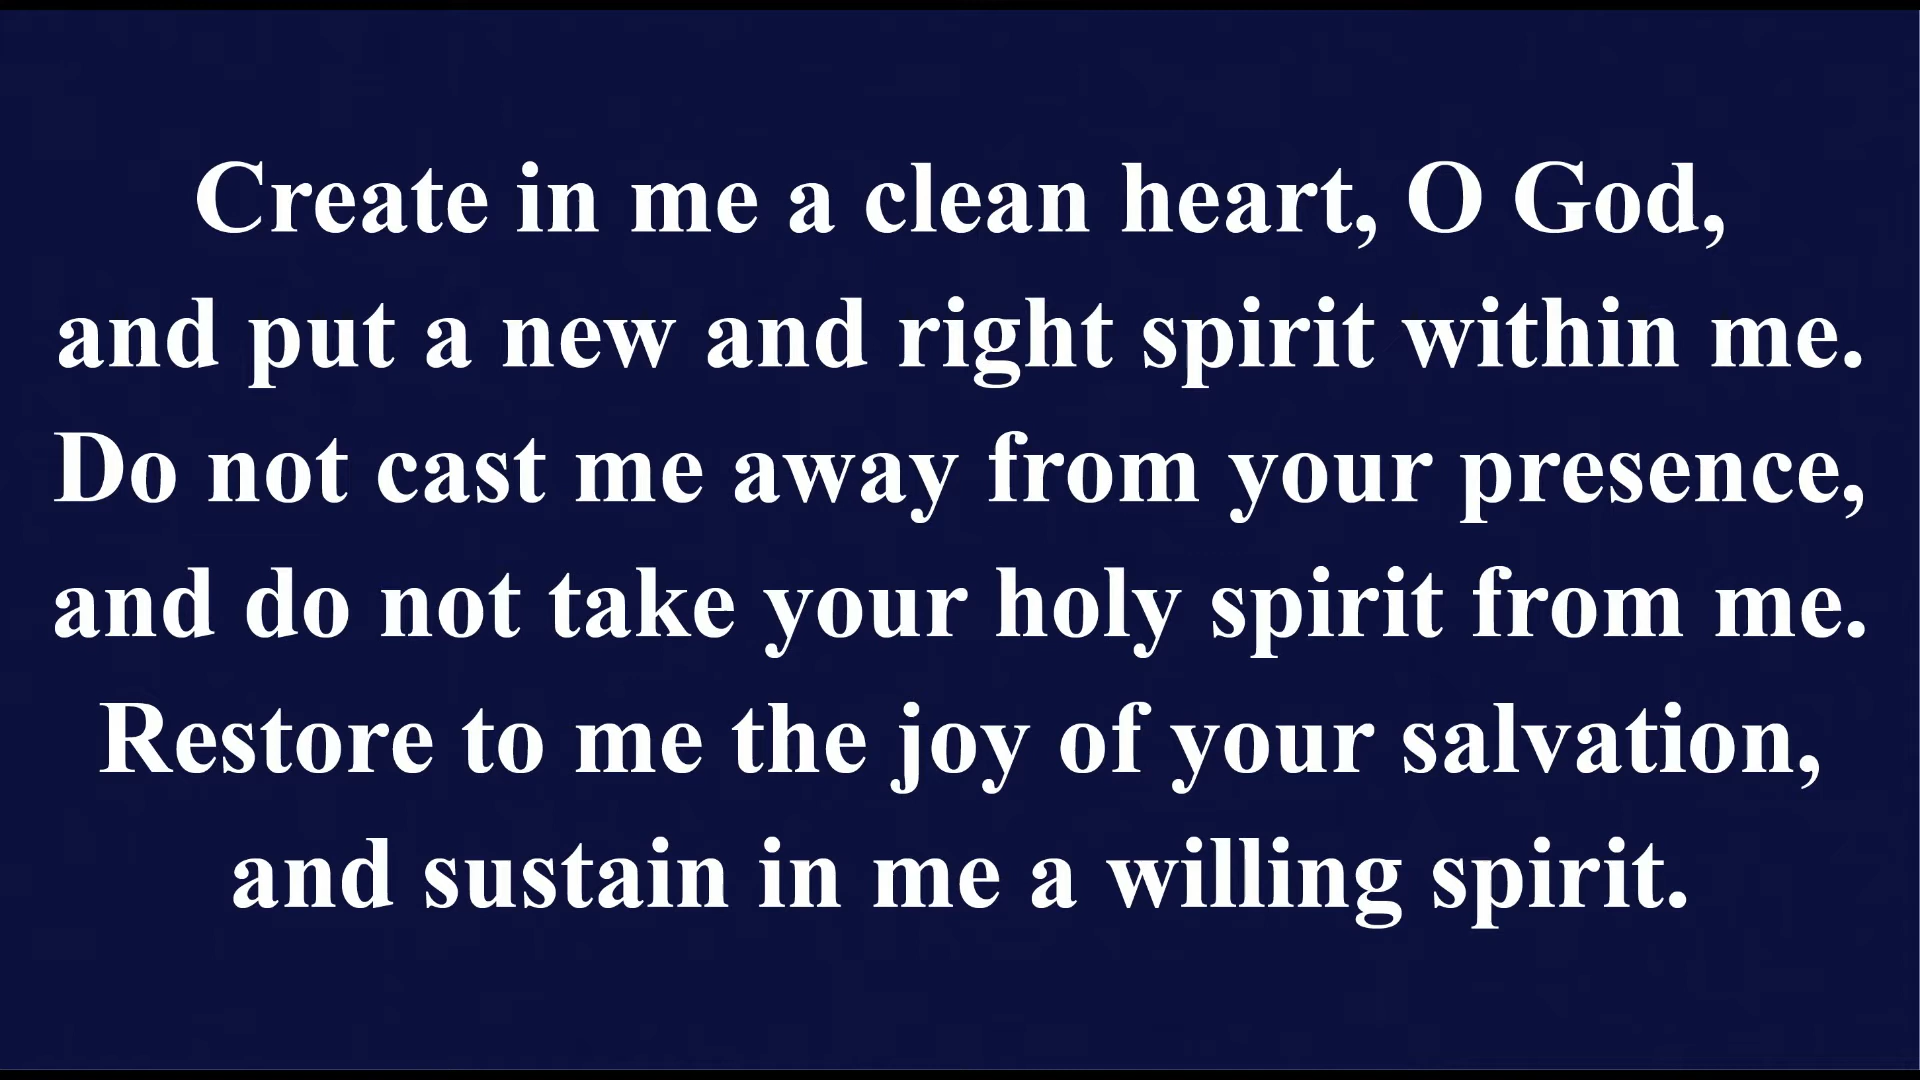 Create in me a clean heart, O God,
and put a new and right spirit within me.
Do not cast me away from your presence,
and do not take your holy spirit from me.
Restore to me the joy of your salvation,
and sustain in me a willing spirit.